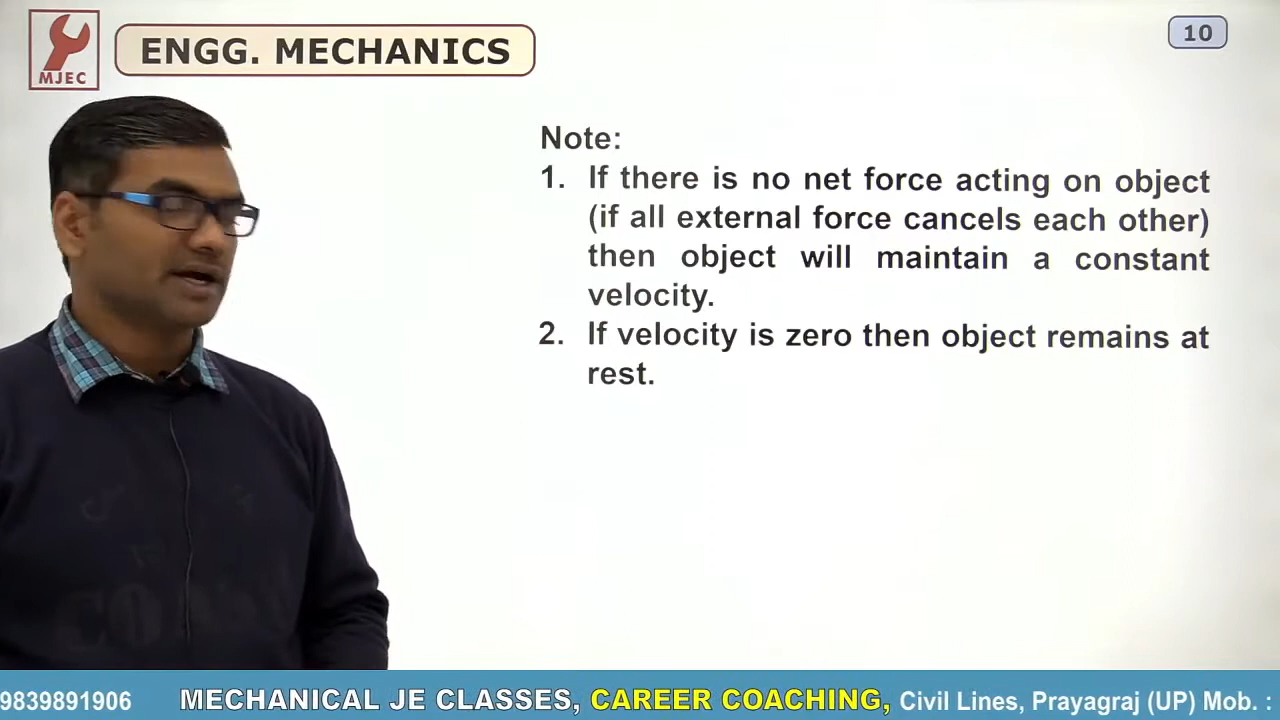 MJEC
ENGG. MECHANICS
10
Note:
1. If there is no net force acting on object
(if all external force cancels each other)
then object will maintain a constant
velocity.
2. If velocity is zero then object remains at
rest.
9839891906 MECHANICAL JE CLASSES, CAREER COACHING, Civil Lines, Prayagraj (UP) Mob. :